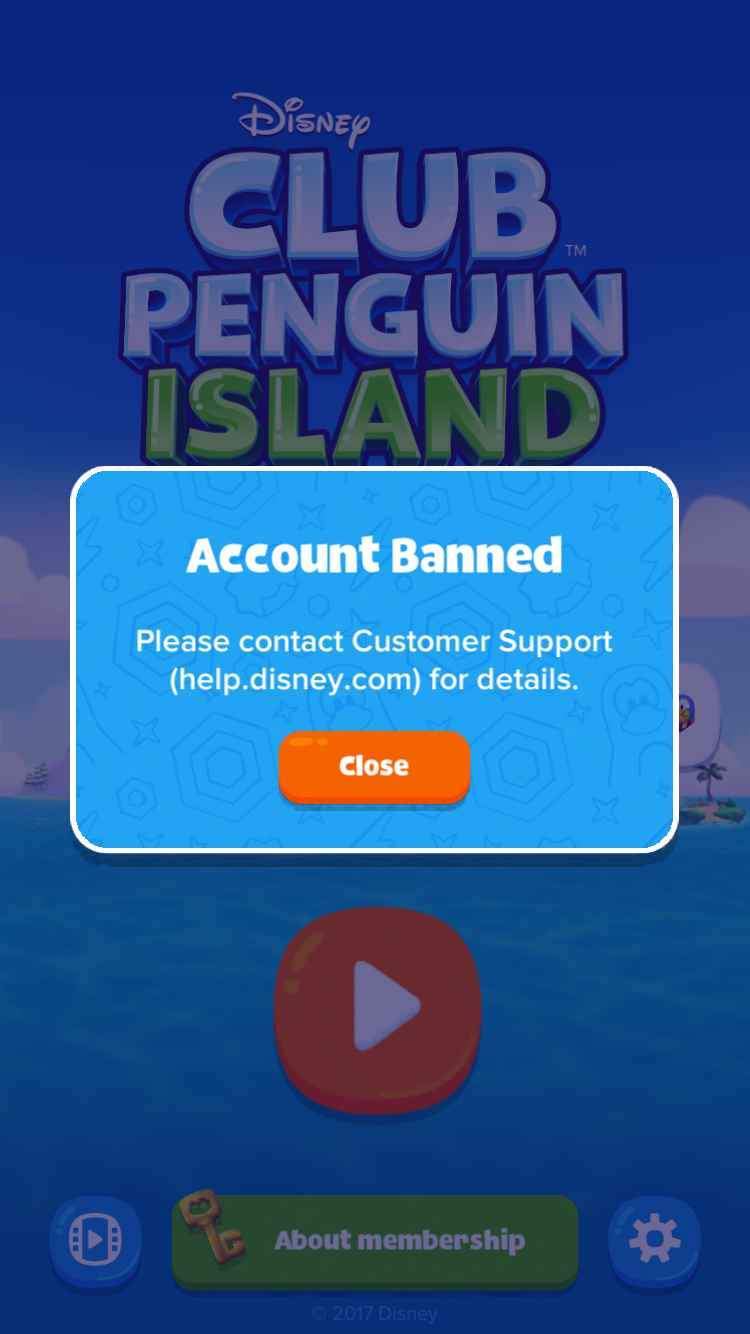 Disney
CLUB
TM
PENGUIN
ISLAND
Account Banned
Please contact Customer Support
(help.disney.com) for details.
Close
About membership
© 2017 Disney